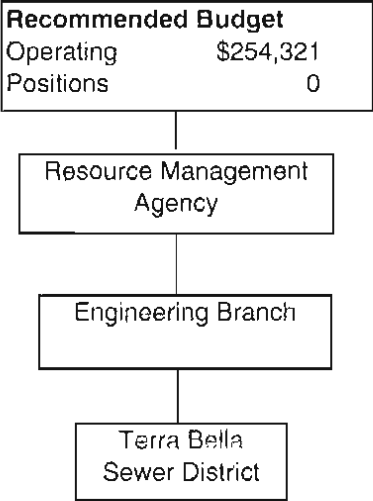 Recommended Budget
Operating $254,321
Positions 0
Resource Management
Agency
Engineering Branch
Terra Bella
Sewer District